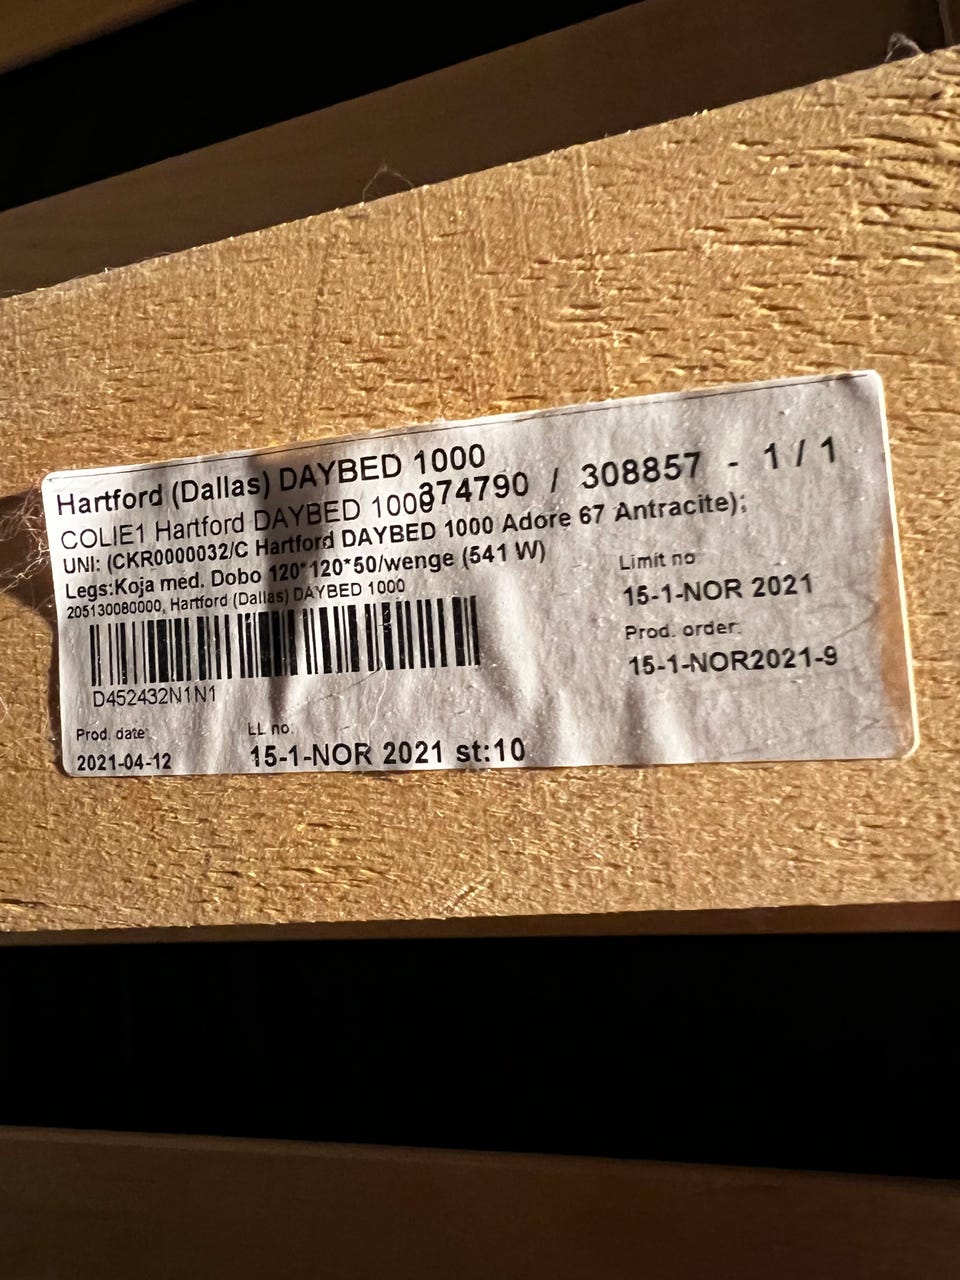 Hartford (Dallas) DAYBED 1000
374790 / 308857 - 1 / 1
COLIE1 Hartford DAYBED 1000
UNI: (CKR0000032/C Hartford DAYBED 1000 Adore 67 Antracite);
Legs:Koja med. Dobo 120*120*50/wenge (541 W)
205130080000, Hartford (Dallas) DAYBED 1000
D452432N1N1
Limit no
15-1-NOR 2021
Prod. order:
15-1-NOR2021-9
Prod. date:
2021-04-12
LL no:
15-1-NOR 2021 st:10